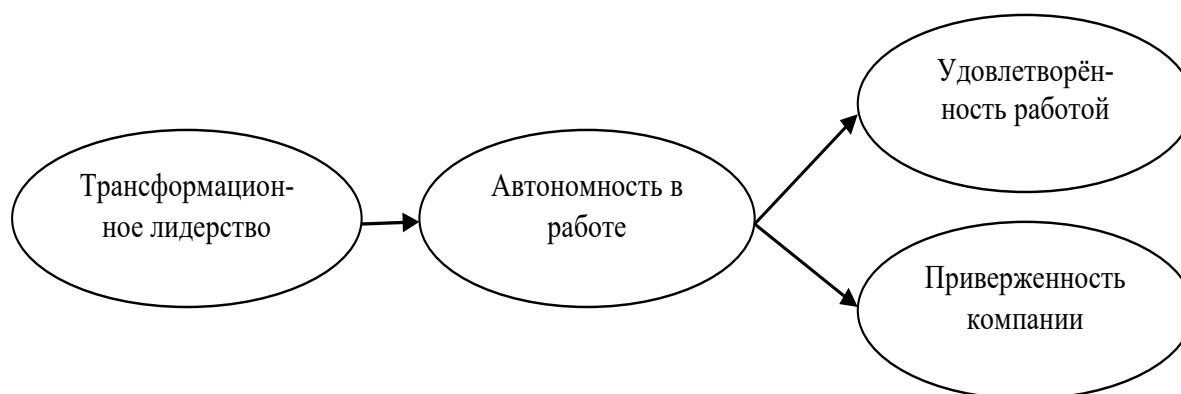 Трансформацион-
ное лидерство
Автономность в
работе
Удовлетворён-
ность работой
Приверженность
компании